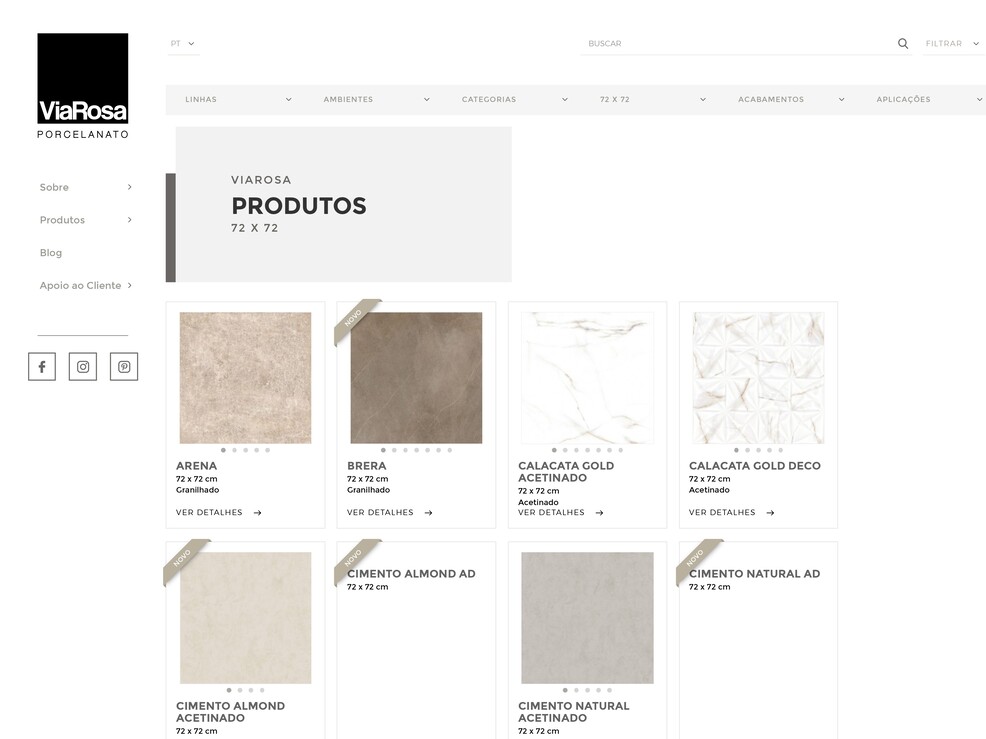 PT
BUSCAR
FILTRAR
ViaRosa
PORCELANATO
LINHAS
AMBIENTES
CATEGORIAS
72 X 72
ACABAMENTOS
APLICAÇÕES
Sobre
Produtos
Blog
Apoio ao Cliente
VIAROSA
PRODUTOS
72 X 72
ARENA
72 x 72 cm
Granilhado
VER DETALHES
NOVO
BRERA
72 x 72 cm
Granilhado
VER DETALHES
CALACATA GOLD
ACETINADO
72 x 72 cm
Acetinado
VER DETALHES
CALACATA GOLD DECO
72 x 72 cm
Acetinado
VER DETALHES
NOVO
CIMENTO ALMOND
ACETINADO
72 x 72 cm
NOVO
CIMENTO ALMOND AD
72 x 72 cm
CIMENTO NATURAL
ACETINADO
72 x 72 cm
NOVO
CIMENTO NATURAL AD
72 x 72 cm